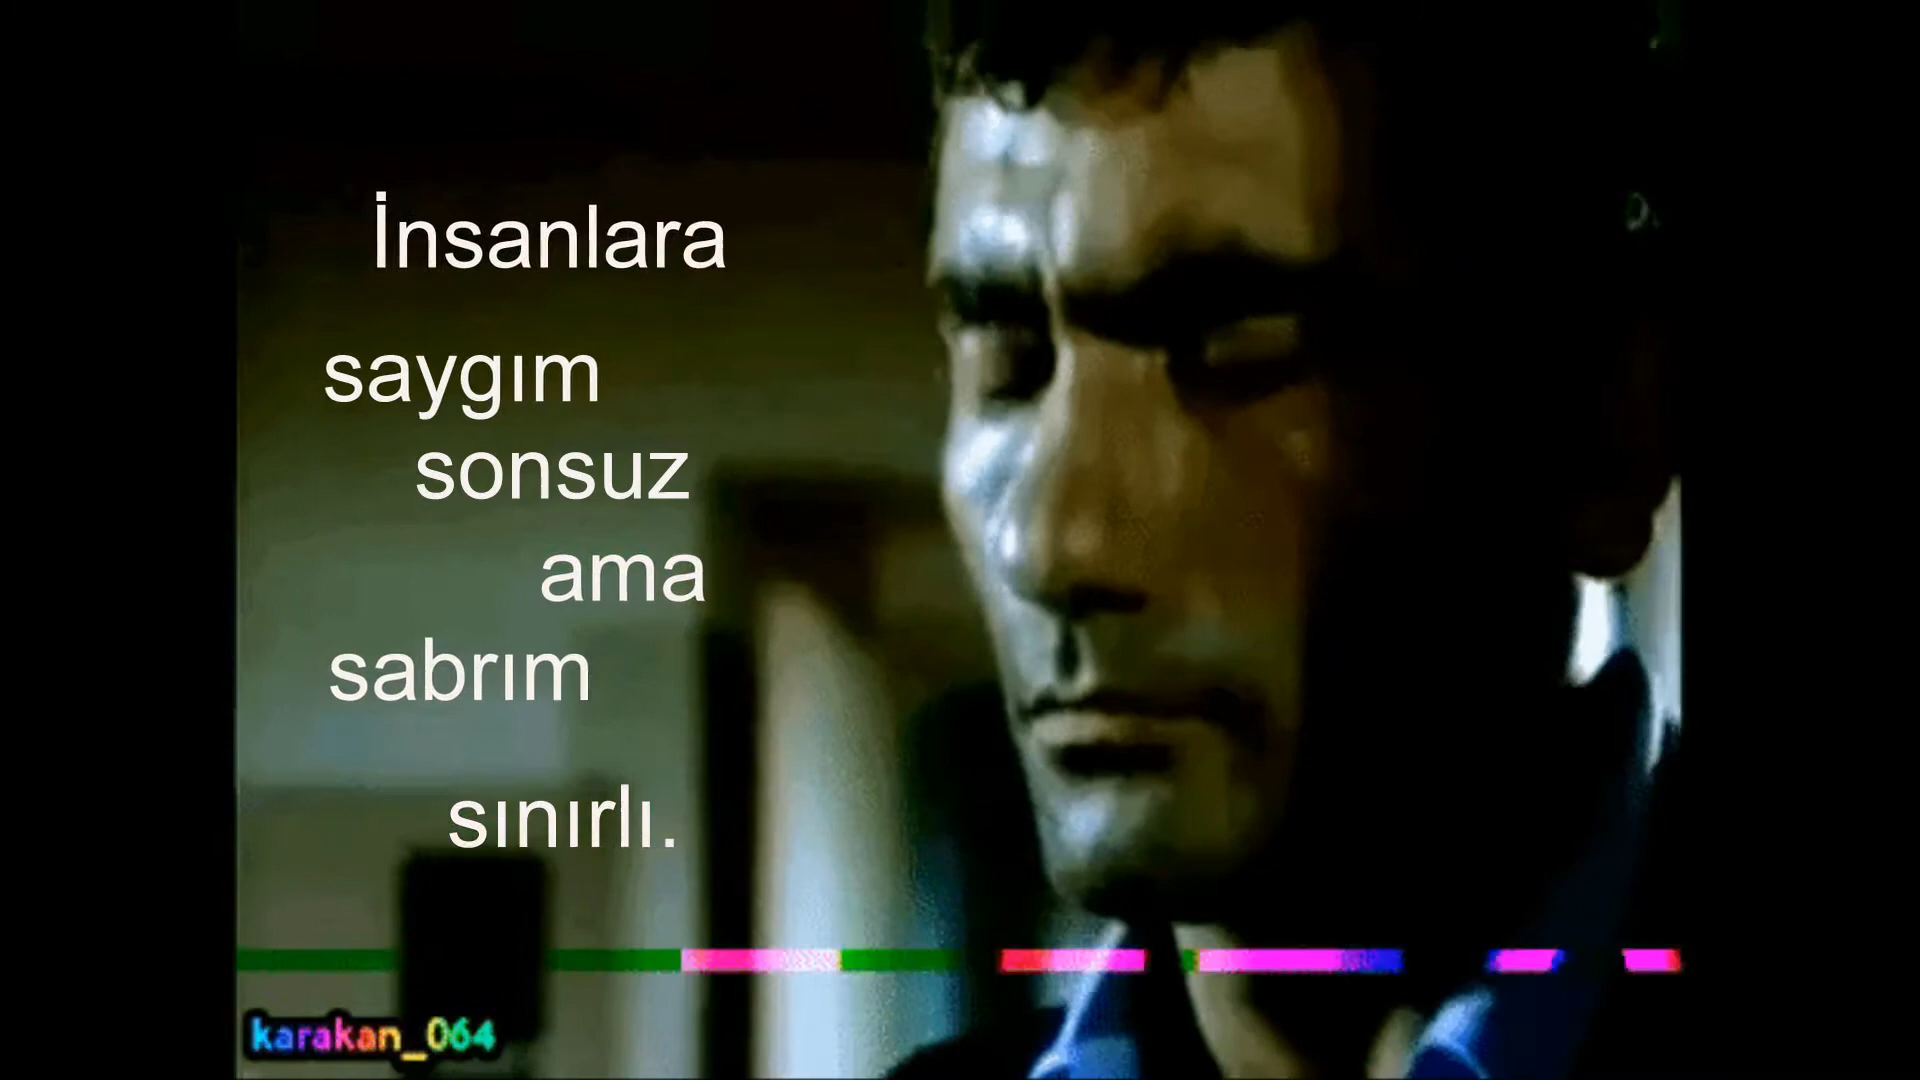 İnsanlara
saygım
sonsuz
ama
sabrım
sınırlı.
karakan_064